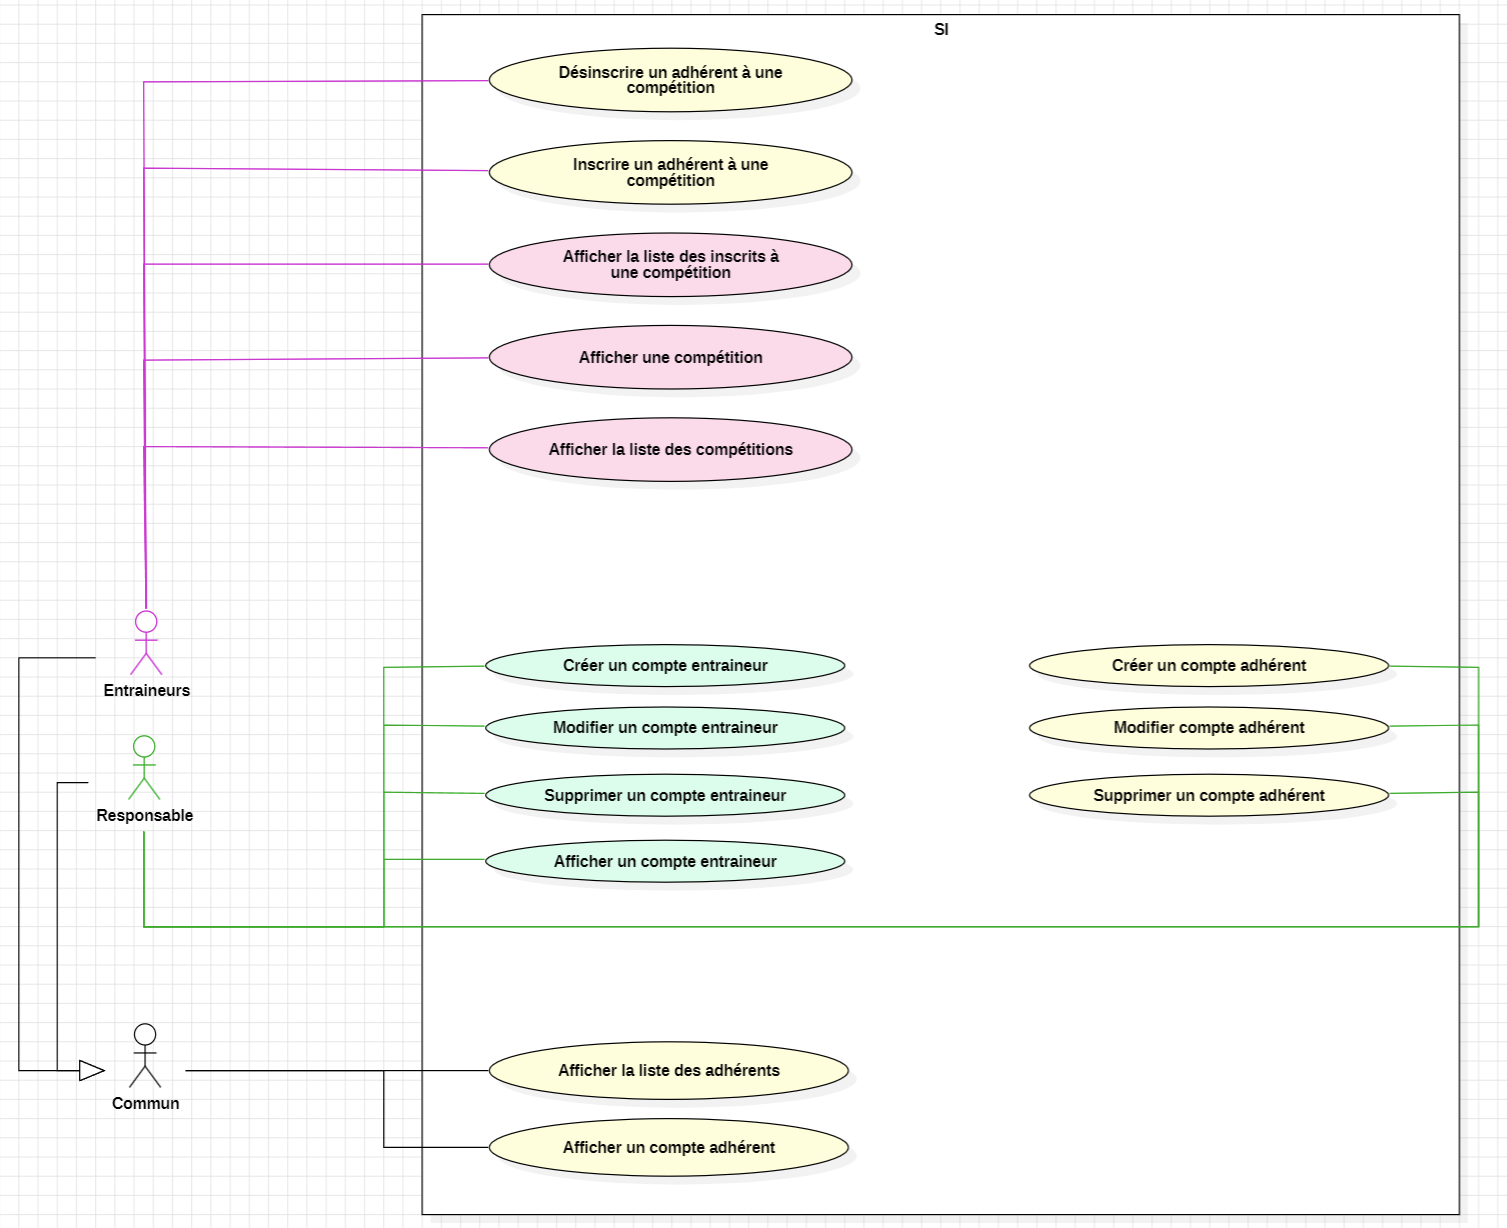 SI
Désinscrire un adhérent à une
compétition
Inscrire un adhérent à une
compétition
Afficher la liste des inscrits à
une compétition
Afficher une compétition
Afficher la liste des compétitions
Entraineurs
Créer un compte entraineur
Créer un compte adhérent
Modifier un compte entraineur
Modifier compte adhérent
Supprimer un compte entraineur
Supprimer un compte adhérent
Responsable
Afficher un compte entraineur
Afficher la liste des adhérents
Commun
Afficher un compte adhérent